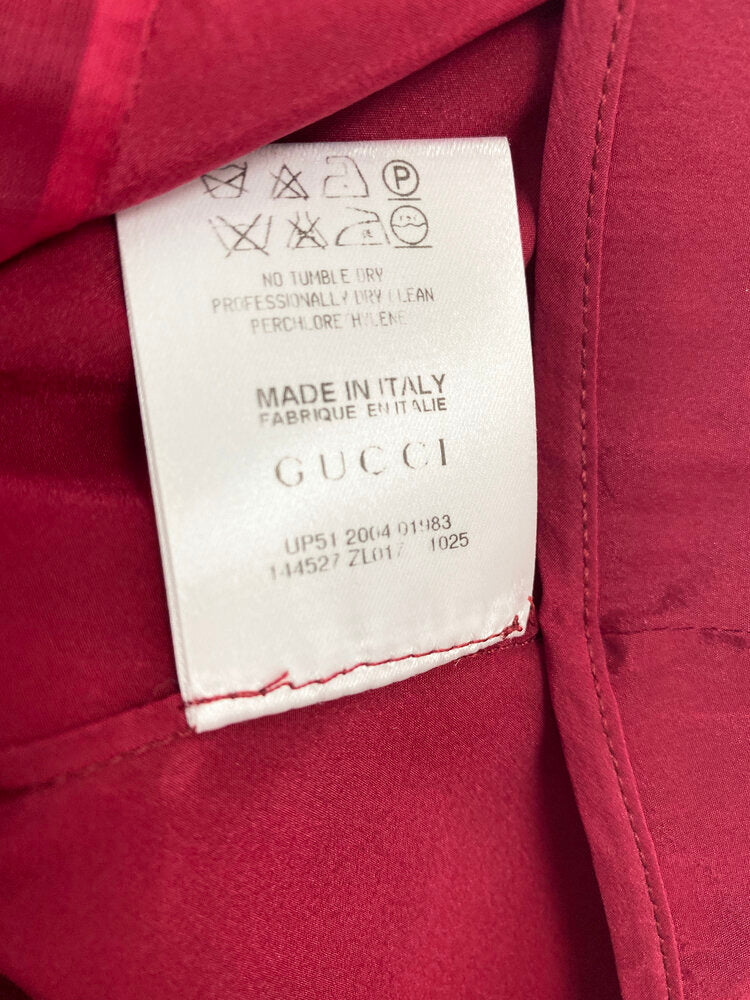 P
NO TUMBLE DRY
PROFESSIONALLY DRY CLEAN
PERCHLORETHYLENE
MADE IN ITALY
FABRIQUE EN ITALIE
GUCCI
UP51 2004 01983
144527 ZL017 1025